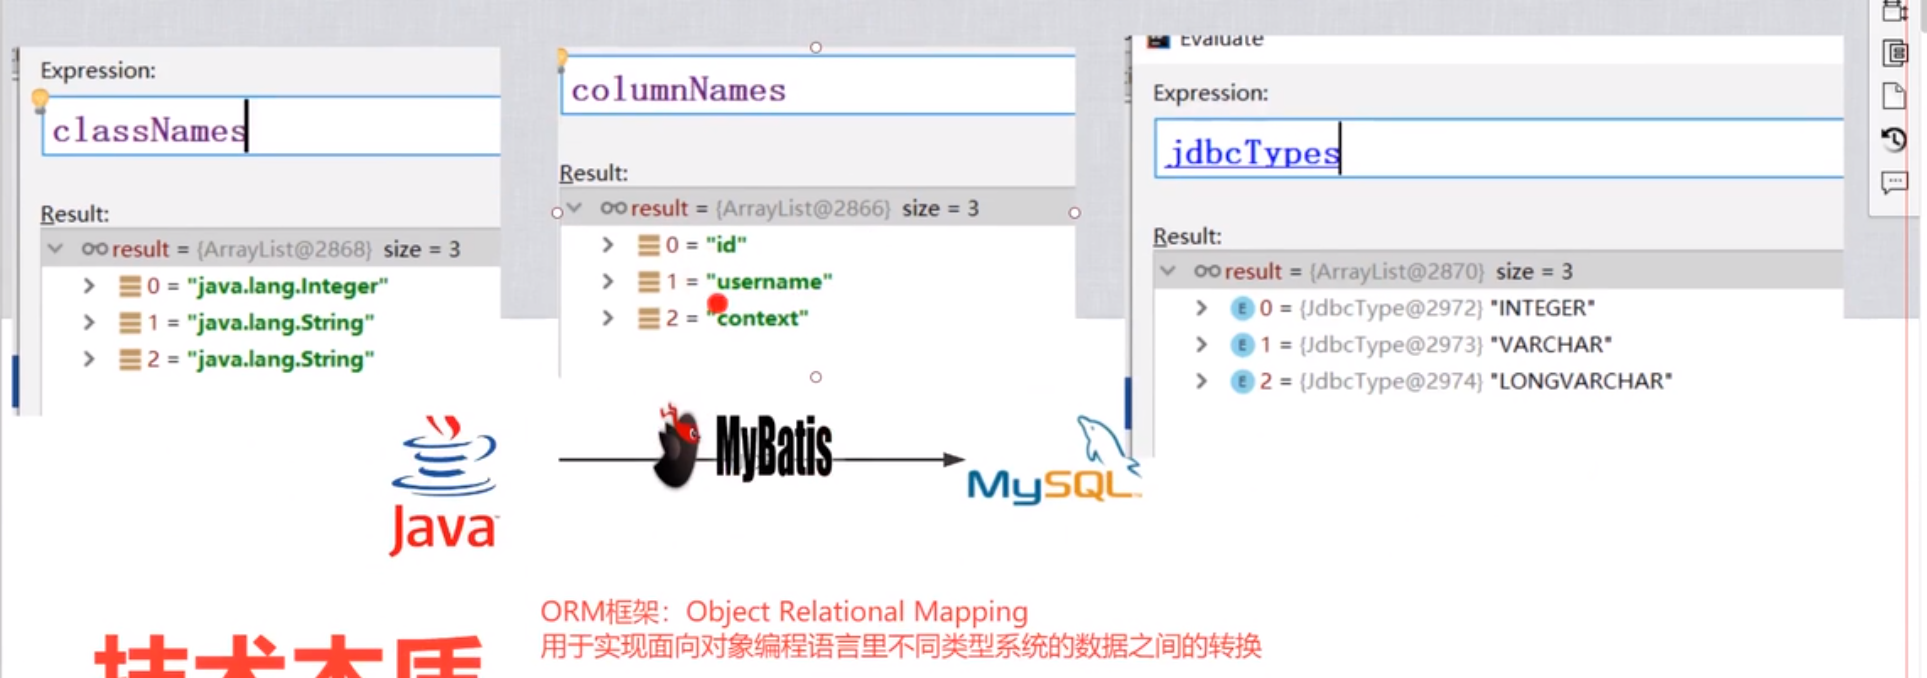 Expression:
classNames
Result:
result = {ArrayList@2868} size = 3
0 = "java.lang.Integer"
1 = "java.lang.String"
2 = "java.lang.String"
columnNames
Result:
result = {ArrayList@2866} size = 3
0 = "id"
1 = "username"
2 = "context"
Evaluate
Expression:
jdbcTypes
Result:
result = {ArrayList@2870} size = 3
0 = {JdbcType@2972} "INTEGER"
1 = {JdbcType@2973} "VARCHAR"
2 = {JdbcType@2974} "LONGVARCHAR"
Java
MyBatis
MySQL
ORM框架：Object Relational Mapping
用于实现面向对象编程语言里不同类型系统的数据之间的转换
技术本质